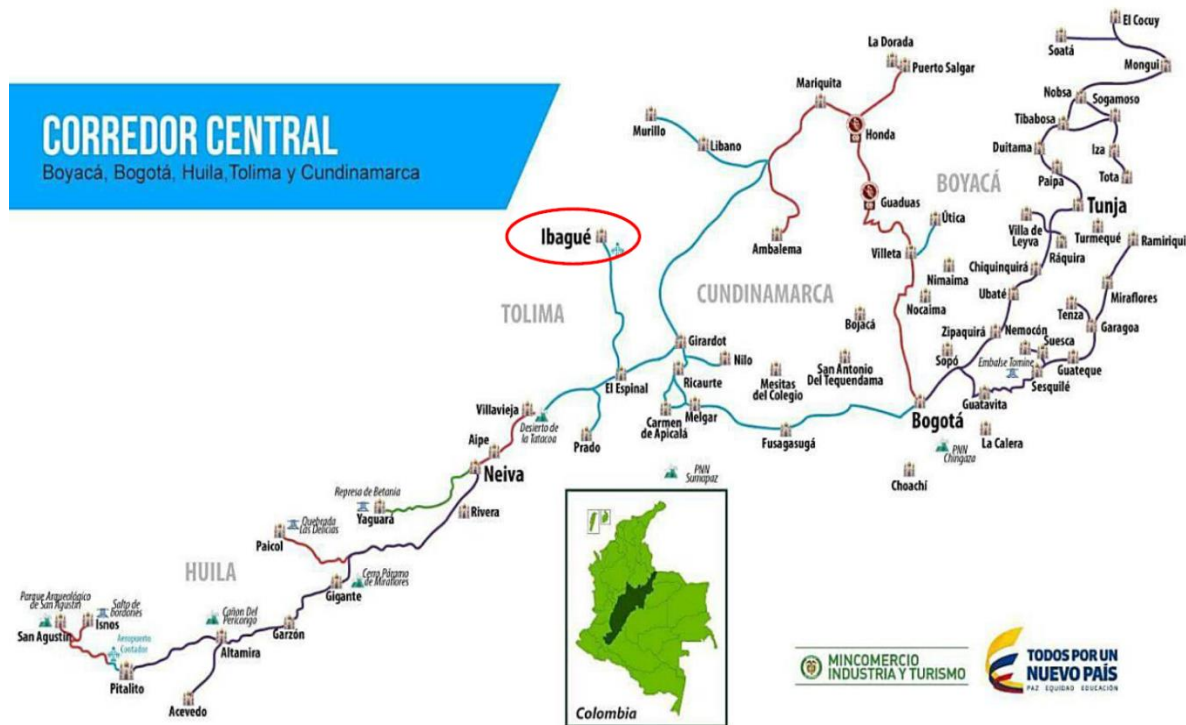 CORREDOR CENTRAL
Boyacá, Bogotá, Huila,Tolima y Cundinamarca
El Cocuy
Soatá
Mongui
La Dorada
Puerto Salgar
Mariquita
Nobsa
Sogamoso
Murillo
Libano
Honda
Tibabosa
Duitama
Iza
Paipa
Tota
BOYACÁ
Guaduas
Tunja
Ibagué
Ambalema
Útica
Villa de
Leyva
Turmequé
Ramiriqui
Villeta
Ráquira
Nimaima
Chiquinquirá
TOLIMA
CUNDINAMARCA
Nocaima
Ubaté
Miraflores
Tenza
Bojacá
Zipaquirá
Nemocón
Garagoa
Girardot
Suesca
Nilo
Sopó
Embalse Tomine
Guateque
El Espinal
Ricaurte
Mesitas
del Colegio
San Antonio
Del Tequendama
Sesquilé
Guatavita
Villavieja
Desierto de
la Tatacoa
Prado
Carmen
de Apicalá
Melgar
Fusagasugá
Bogotá
La Calera
Aipe
PNN
Chingaza
Neiva
PNN
Sumapaz
Choachí
Represa de Betania
Yaguará
Rivera
Quebrada
Las Delicias
Paicol
HUILA
Cerro Páramo
de Miraflores
Gigante
Parque Arqueológico
de San Agustín
Salto de
bordones
Isnos
San Agustín
Cañon Del
Pericongo
Garzón
Altamira
Aeropuerto
Contador
Pitalito
Acevedo
Colombia
MINCOMERCIO
INDUSTRIA Y TURISMO
TODOS POR UN
NUEVO PAÍS
PAZ EQUIDAD EDUCACIÓN